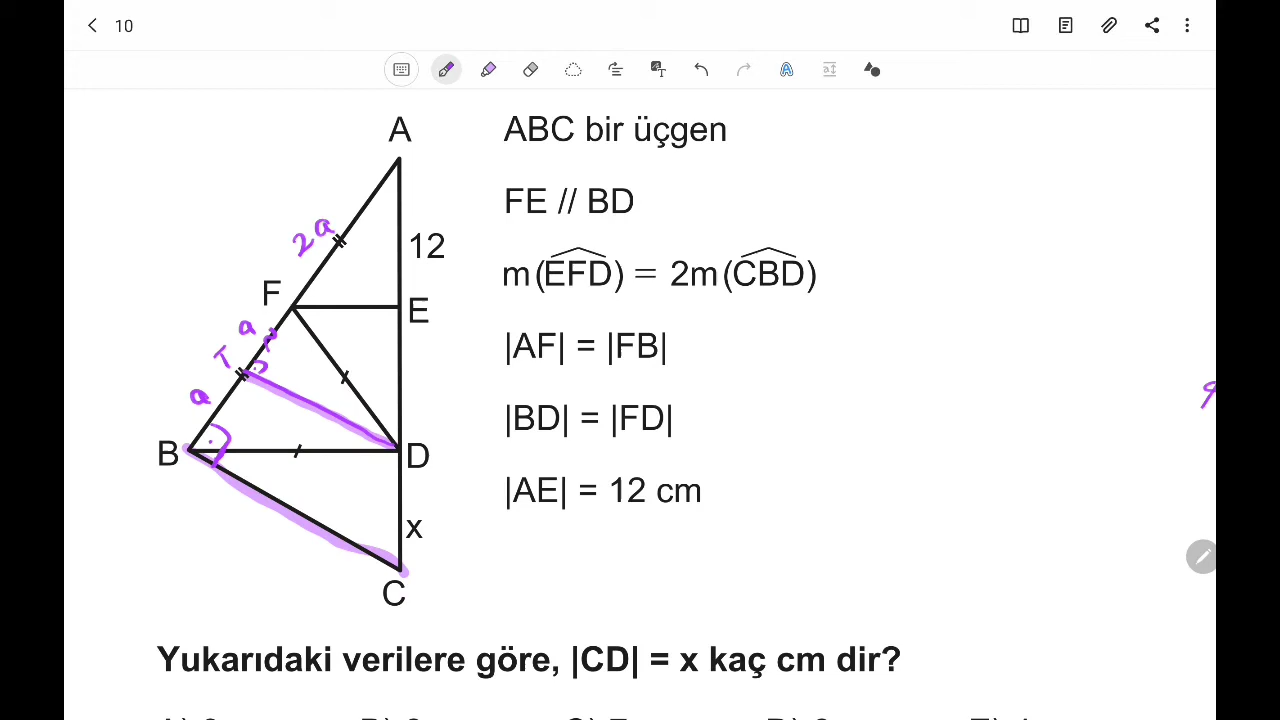 10
A
ABC bir üçgen
FE // BD
2a
12
m(EFD) = 2m(CBD)
F
E
a
T
|AF| = |FB|
a
|BD| = |FD|
B
D
|AE| = 12 cm
x
C
Yukarıdaki verilere göre, |CD| = x kaç cm dir?